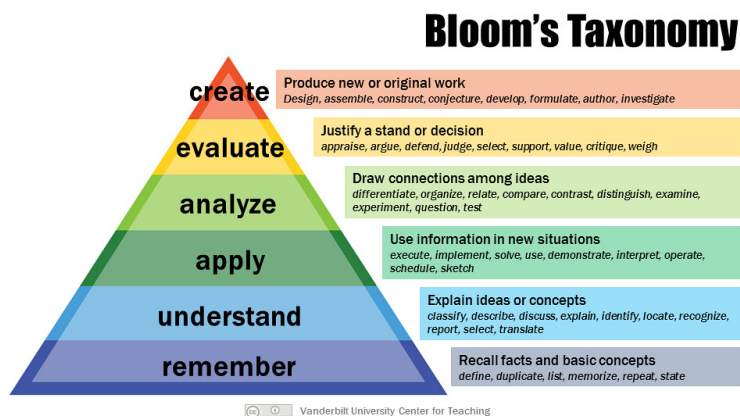 Bloom's Taxonomy
create
Produce new or original work
Design, assemble, construct, conjecture, develop, formulate, author, investigate
evaluate
Justify a stand or decision
appraise, argue, defend, judge, select, support, value, critique, weigh
analyze
Draw connections among ideas
differentiate, organize, relate, compare, contrast, distinguish, examine,
experiment, question, test
apply
Use information in new situations
execute, implement, solve, use, demonstrate, interpret, operate,
schedule, sketch
understand
Explain ideas or concepts
classify, describe, discuss, explain, identify, locate, recognize,
report, select, translate
remember
Recall facts and basic concepts
define, duplicate, list, memorize, repeat, state
cc
Vanderbilt University Center for Teaching